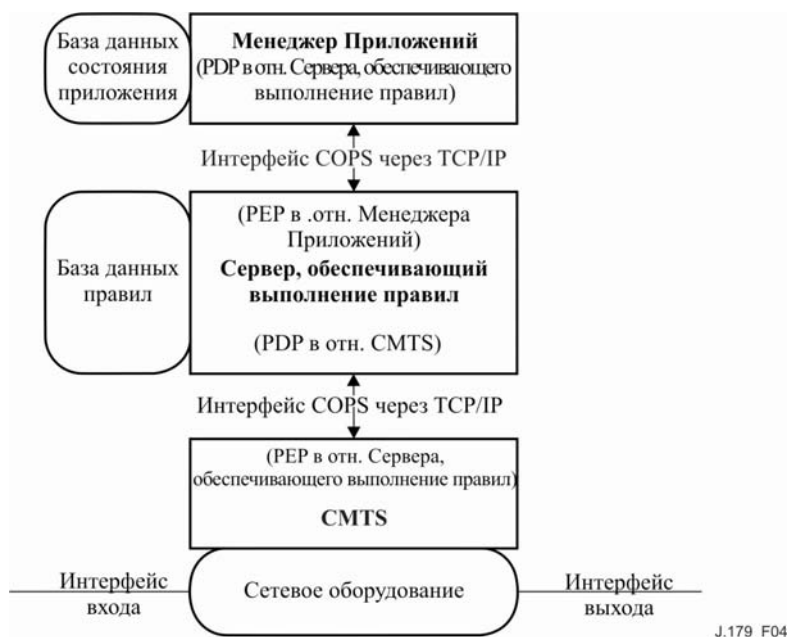 База данных
состояния
приложения
Менеджер Приложений
(PDP в отн. Сервера, обеспечивающего
выполнение правил)
Интерфейс COPS через TCP/IP
База данных
правил
(PEP в .отн. Менеджера
Приложений)
Сервер, обеспечивающий
выполнение правил
(PDP в отн. CMTS)
Интерфейс COPS через TCP/IP
(PEP в отн. Сервера,
обеспечивающего выполнение правил)
CMTS
Интерфейс
входа
Сетевое оборудование
Интерфейс
выхода
J.179_F04